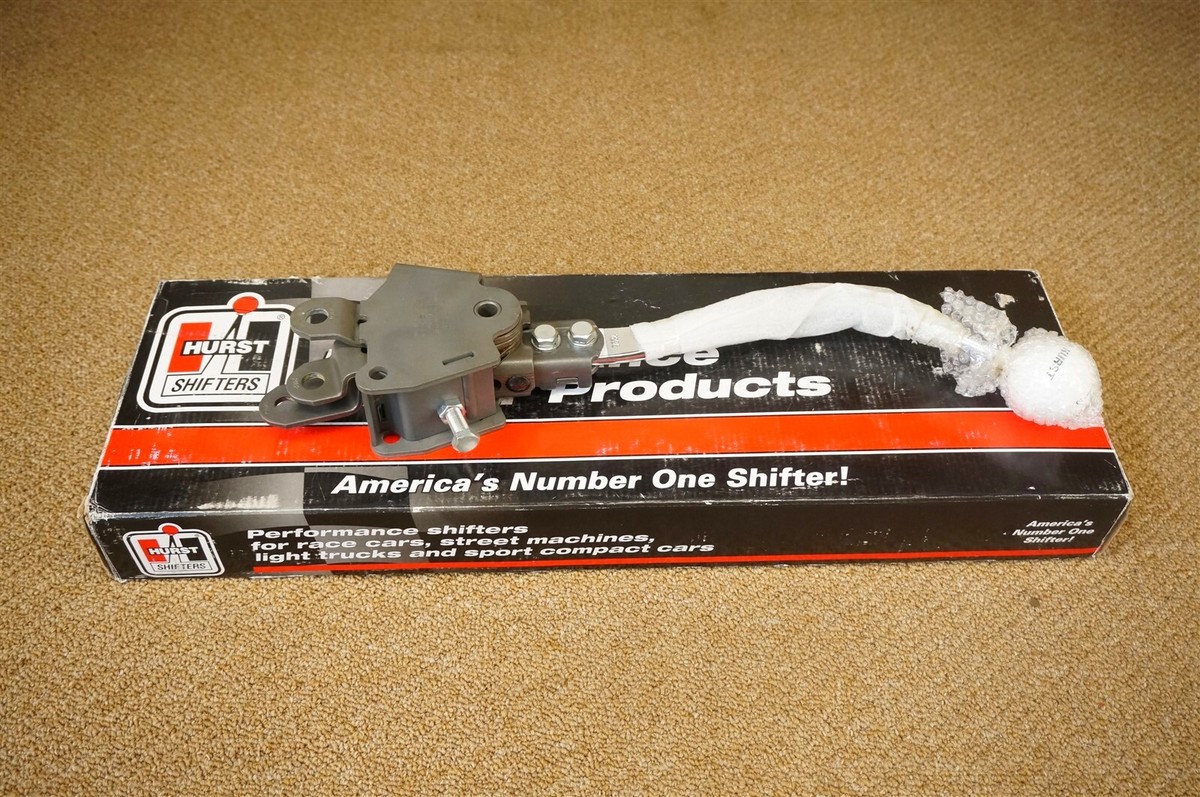 HURST
®
SHIFTERS
Products
America's Number One Shifter!
HURST
SHIFTERS
Performance shifters
for race cars, street machines,
light trucks and sport compact cars
America's
Number One
Shifter!
HURST